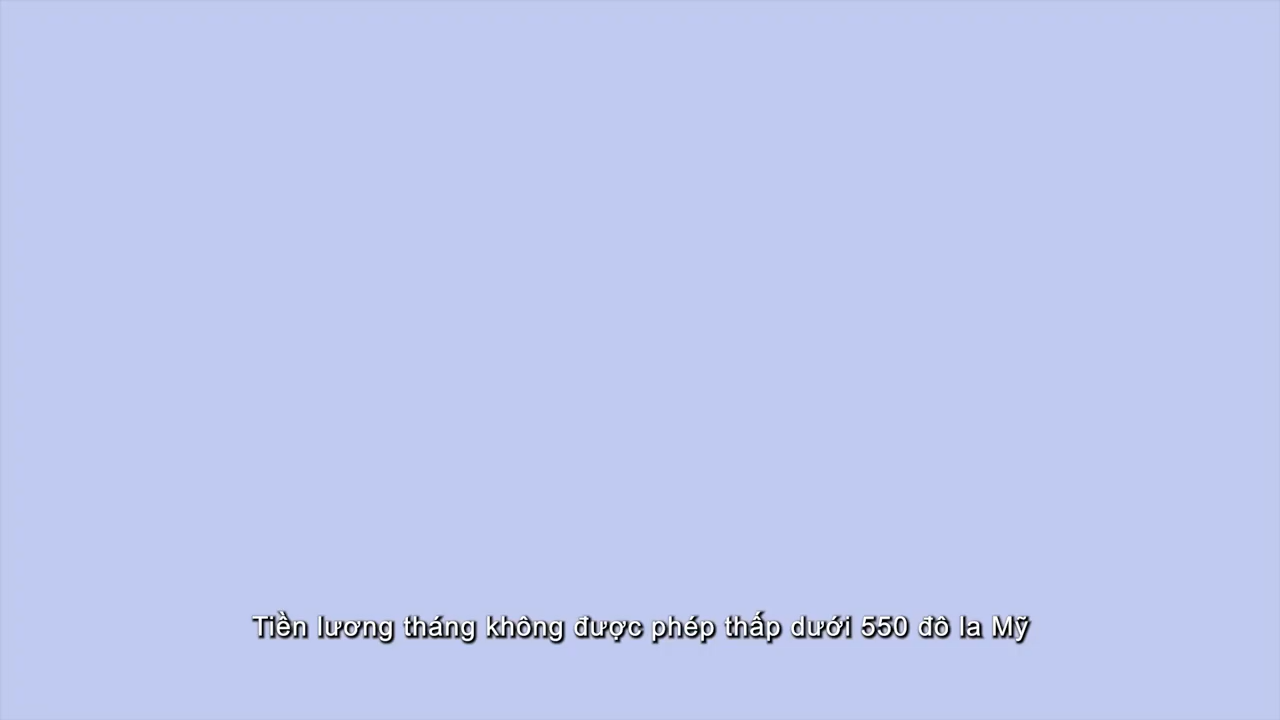 Tiền lương tháng không được phép thấp dưới 550 đô la Mỹ